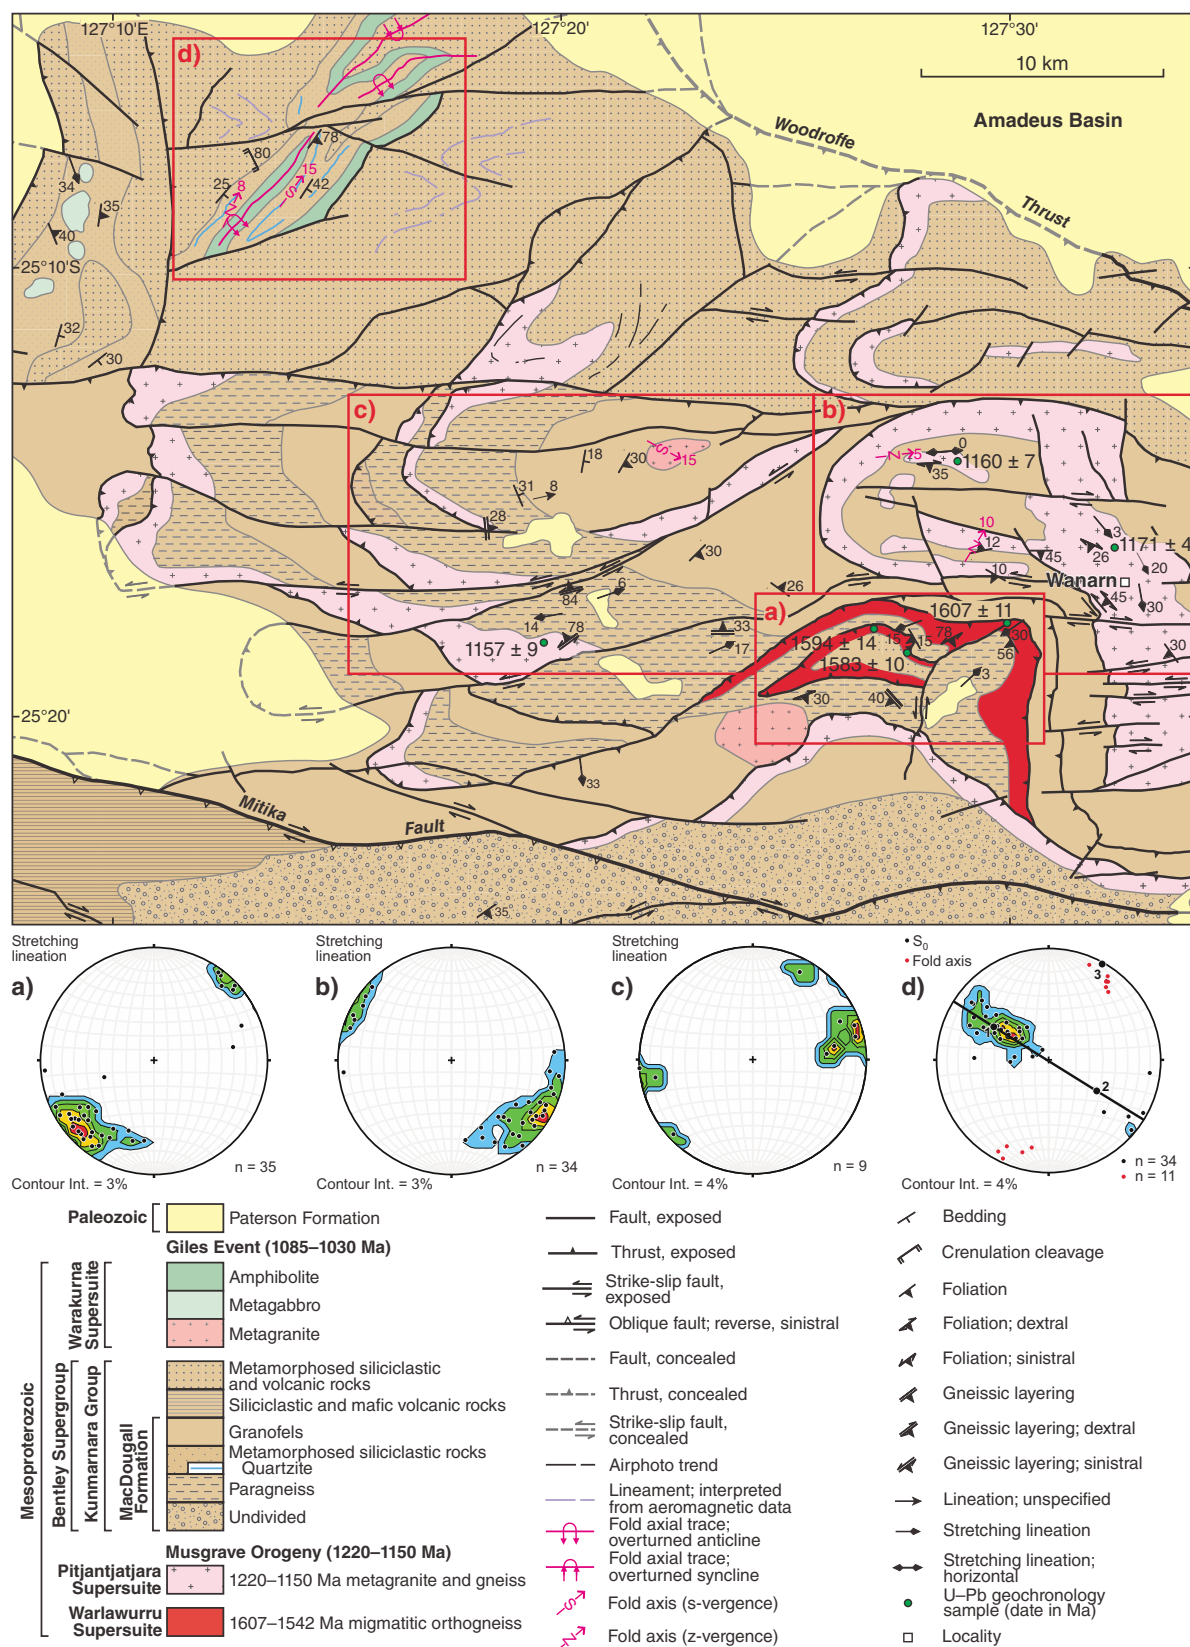 127°10'E
127°20'
127°30'
10 km
d)
Amadeus Basin
Woodroffe
Thrust
80
78
15
S
42
25
8
Z
34
35
40
25°10'S
32
30
c)
b)
18
30
S
15
31
8
28
Z
5
0
1160 ± 7
35
10
Z
12
3
1171 ± 4
26
45
20
10
Wanarn
45
30
30
26
6
84
14
78
1157 ± 9
33
17
a)
1607 ± 11
1594 ± 14
15
15
78
30
56
1583 ± 10
3
30
40
30
25°20'
33
Mitika
Fault
35
Stretching
lineation
a)
n = 35
Contour Int. = 3%
Stretching
lineation
b)
n = 34
Contour Int. = 3%
Stretching
lineation
c)
n = 9
Contour Int. = 4%
S0
Fold axis
d)
1
2
3
n = 34
n = 11
Contour Int. = 4%
Paleozoic
Paterson Formation
Giles Event (1085–1030 Ma)
Mesoproterozoic
Warakurna
Supersuite
Amphibolite
Metagabbro
Metagranite
Bentley Supergroup
Kunmarnara Group
Metamorphosed siliciclastic
and volcanic rocks
Siliciclastic and mafic volcanic rocks
MacDougall
Formation
Granofels
Metamorphosed siliciclastic rocks
Quartzite
Paragneiss
Undivided
Musgrave Orogeny (1220–1150 Ma)
Pitjantjatjara
Supersuite
1220–1150 Ma metagranite and gneiss
Warlawurru
Supersuite
1607–1542 Ma migmatitic orthogneiss
Fault, exposed
Thrust, exposed
Strike-slip fault,
exposed
Oblique fault; reverse, sinistral
Fault, concealed
Thrust, concealed
Strike-slip fault,
concealed
Airphoto trend
Lineament; interpreted
from aeromagnetic data
Fold axial trace;
overturned anticline
Fold axial trace;
overturned syncline
S
Fold axis (s-vergence)
Z
Fold axis (z-vergence)
Bedding
Crenulation cleavage
Foliation
Foliation; dextral
Foliation; sinistral
Gneissic layering
Gneissic layering; dextral
Gneissic layering; sinistral
Lineation; unspecified
Stretching lineation
Stretching lineation;
horizontal
U–Pb geochronology
sample (date in Ma)
Locality